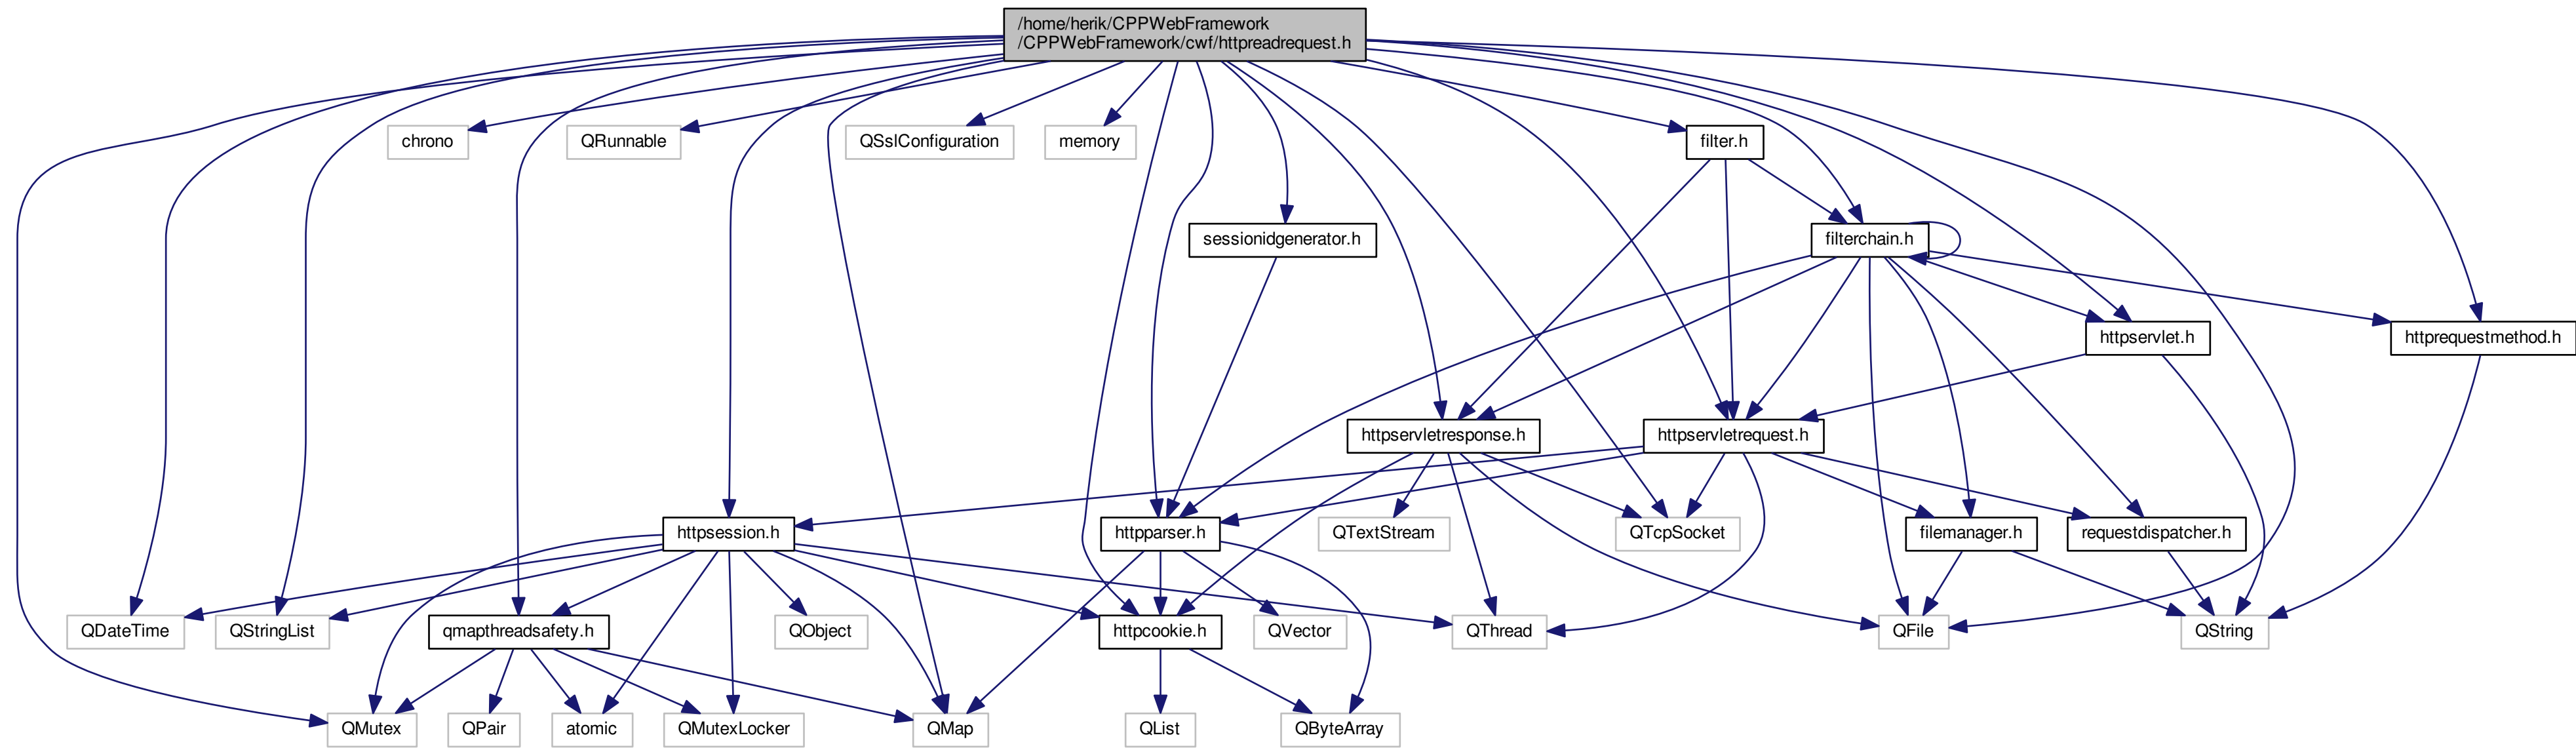 /home/herik/CPPWebFramework
/CPPWebFramework/cwf/httpreadrequest.h
chrono
QRunnable
QSslConfiguration
memory
filter.h
sessionidgenerator.h
filterchain.h
httpservlet.h
httprequestmethod.h
httpservletresponse.h
httpservletrequest.h
httpsession.h
httpparser.h
QTextStream
QTcpSocket
filemanager.h
requestdispatcher.h
QDateTime
QStringList
qmapthreadsafety.h
QObject
httpcookie.h
QVector
QThread
QFile
QString
QMutex
QPair
atomic
QMutexLocker
QMap
QList
QByteArray